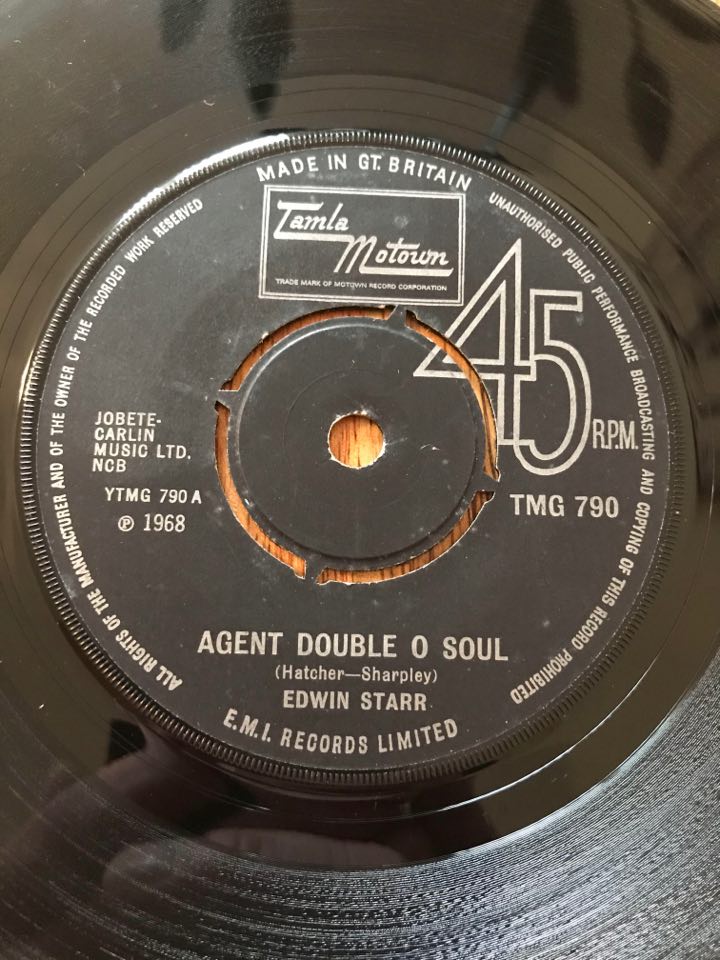 MADE IN GT. BRITAIN
Tamla
Motown
TRADE MARK OF MOTOWN RECORD CORPORATION
45
R.P.M.
JOBETE-
CARLIN
MUSIC LTD.
NCB
YTMG 790 A
℗ 1968
TMG 790
AGENT DOUBLE O SOUL
(Hatcher—Sharpley)
EDWIN STARR
E.M.I. RECORDS LIMITED
ALL RIGHTS OF THE MANUFACTURER AND OF THE OWNER OF THE RECORDED WORK RESERVED
UNAUTHORISED PUBLIC PERFORMANCE BROADCASTING AND COPYING OF THIS RECORD PROHIBITED